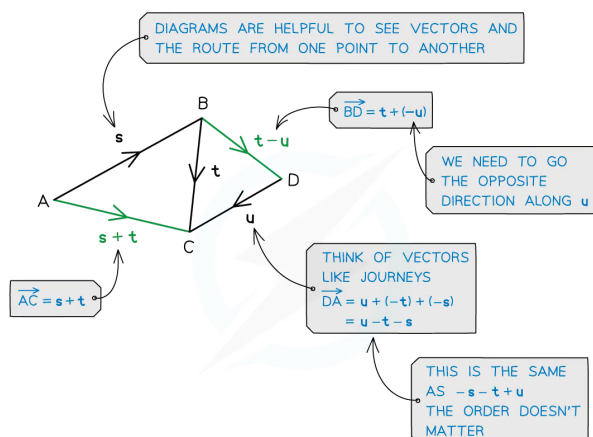 DIAGRAMS ARE HELPFUL TO SEE VECTORS AND
THE ROUTE FROM ONE POINT TO ANOTHER
B
s
t-u
BD = t + (-u)
t
D
A
WE NEED TO GO
THE OPPOSITE
DIRECTION ALONG u
u
s + t
C
THINK OF VECTORS
LIKE JOURNEYS
DA = u + (-t) + (-s)
= u - t - s
AC = s + t
THIS IS THE SAME
AS -s - t + u
THE ORDER DOESN'T
MATTER